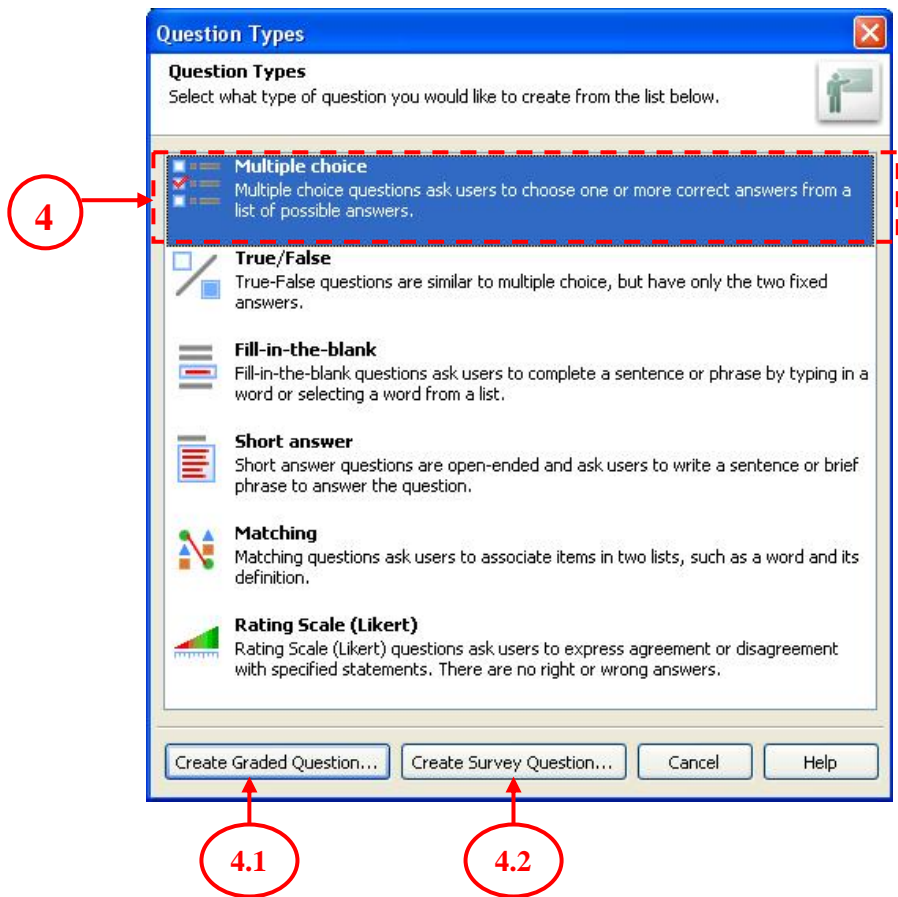 Question Types
Question Types
Select what type of question you would like to create from the list below.
4
Multiple choice
Multiple choice questions ask users to choose one or more correct answers from a
list of possible answers.
True/False
True-False questions are similar to multiple choice, but have only the two fixed
answers.
Fill-in-the-blank
Fill-in-the-blank questions ask users to complete a sentence or phrase by typing in a
word or selecting a word from a list.
Short answer
Short answer questions are open-ended and ask users to write a sentence or brief
phrase to answer the question.
Matching
Matching questions ask users to associate items in two lists, such as a word and its
definition.
Rating Scale (Likert)
Rating Scale (Likert) questions ask users to express agreement or disagreement
with specified statements. There are no right or wrong answers.
Create Graded Question... Create Survey Question... Cancel Help
4.1 4.2